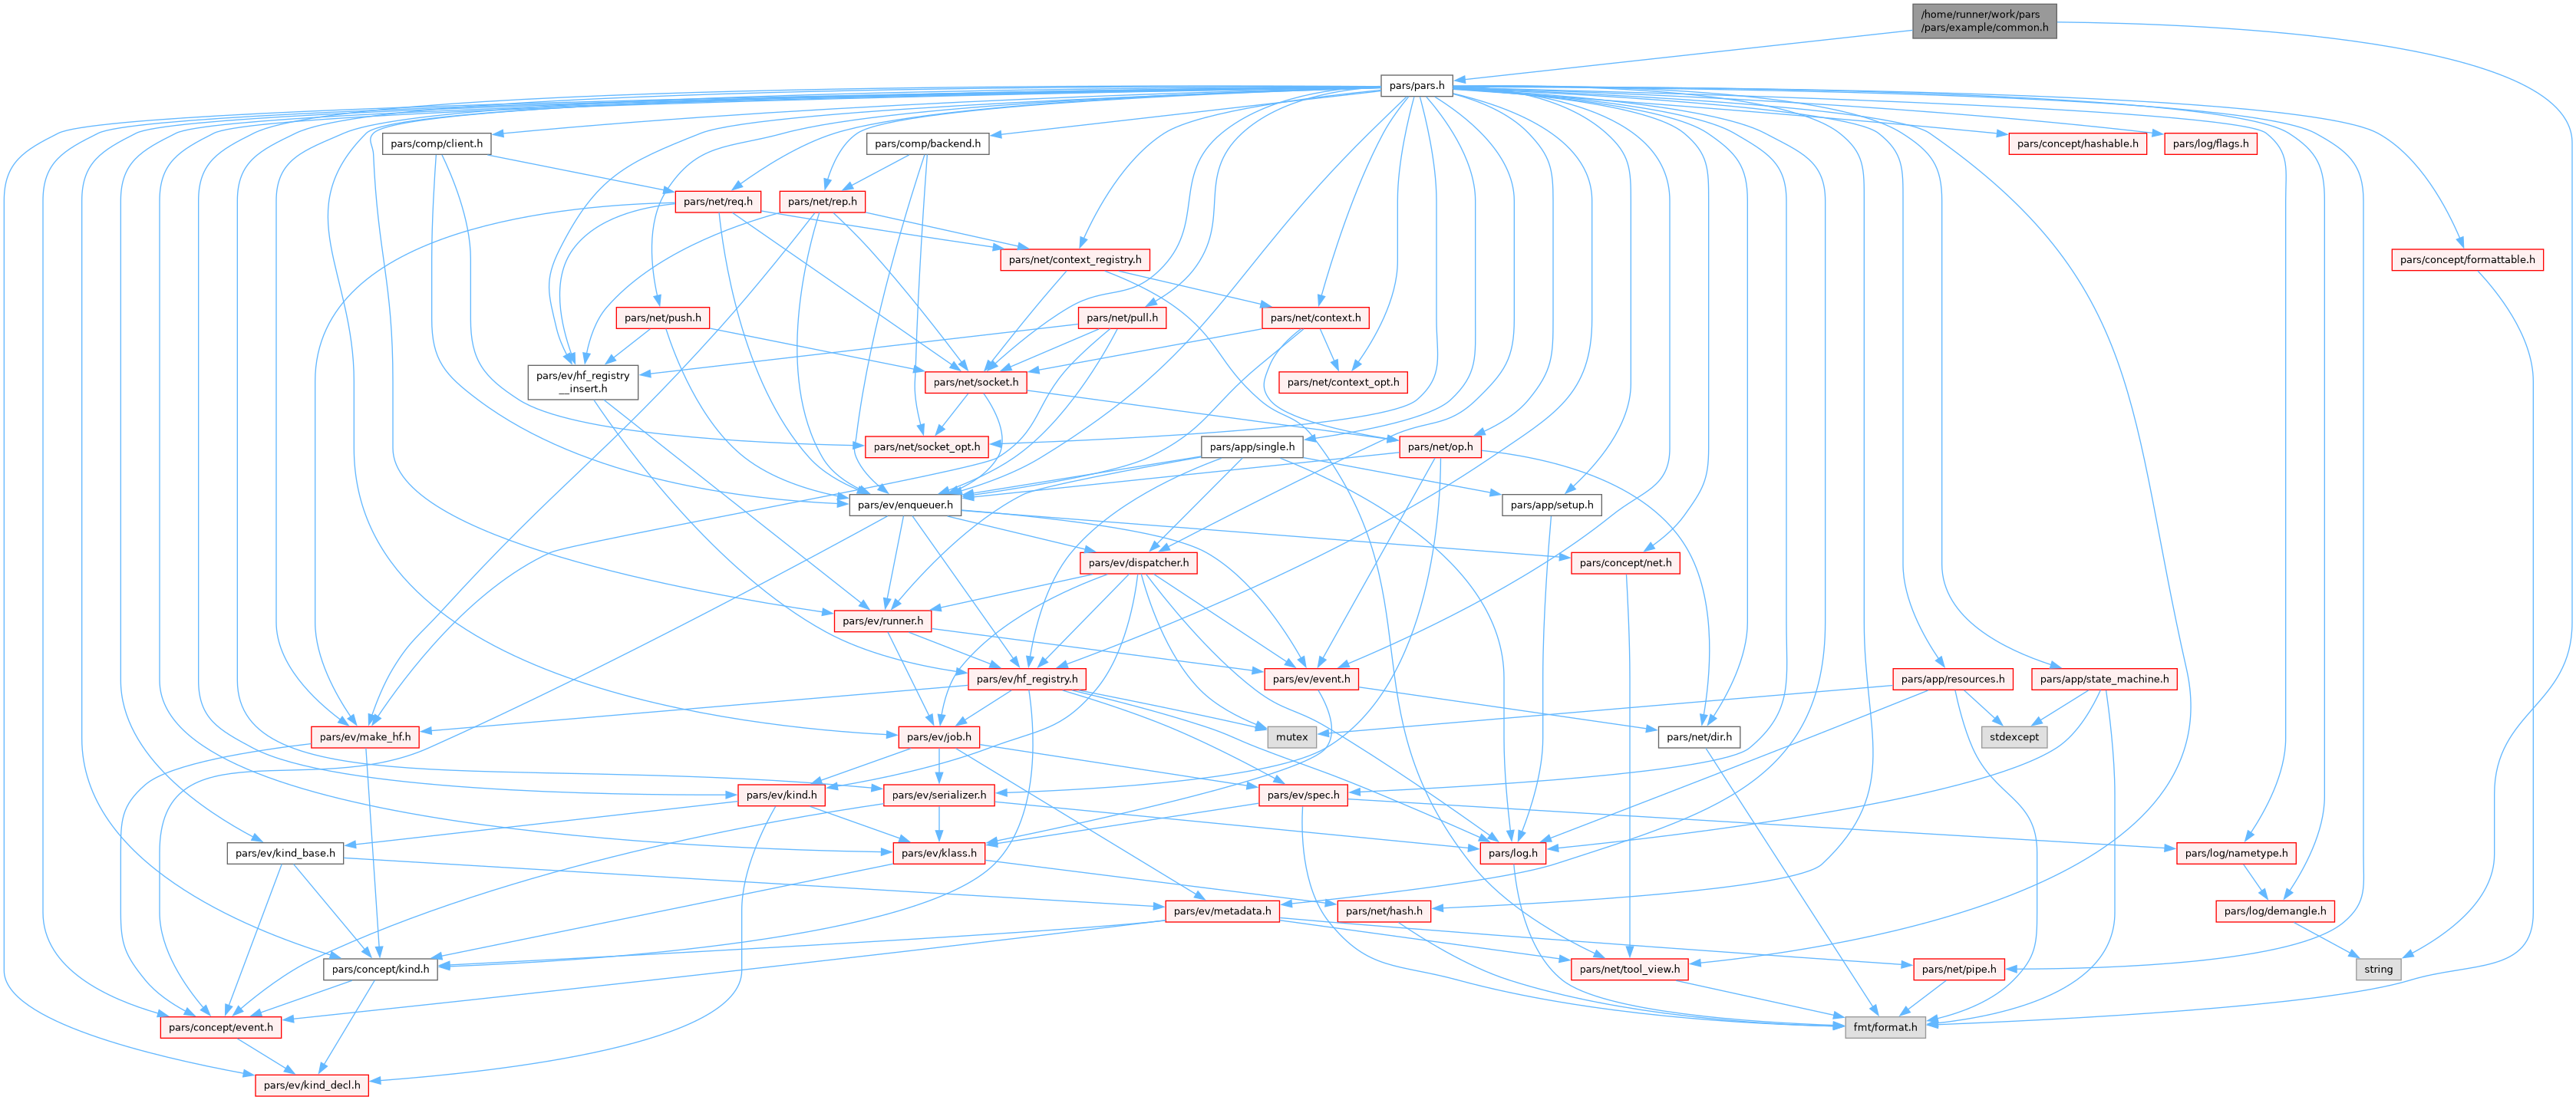 /home/runner/work/pars
/pars/example/common.h
pars/pars.h
pars/comp/client.h
pars/comp/backend.h
pars/concept/hashable.h
pars/log/flags.h
pars/net/req.h
pars/net/rep.h
pars/net/context_registry.h
pars/concept/formattable.h
pars/net/push.h
pars/net/pull.h
pars/net/context.h
pars/ev/hf_registry
__insert.h
pars/net/socket.h
pars/net/context_opt.h
pars/net/socket_opt.h
pars/app/single.h
pars/net/op.h
pars/ev/enqueuer.h
pars/app/setup.h
pars/ev/dispatcher.h
pars/concept/net.h
pars/ev/runner.h
pars/ev/hf_registry.h
pars/ev/event.h
pars/app/resources.h
pars/app/state_machine.h
pars/ev/make_hf.h
pars/ev/job.h
mutex
pars/net/dir.h
stdexcept
pars/ev/kind.h
pars/ev/serializer.h
pars/ev/spec.h
pars/ev/kind_base.h
pars/ev/klass.h
pars/log.h
pars/log/nametype.h
pars/ev/metadata.h
pars/net/hash.h
pars/log/demangle.h
pars/concept/kind.h
pars/net/tool_view.h
pars/net/pipe.h
string
pars/concept/event.h
fmt/format.h
pars/ev/kind_decl.h